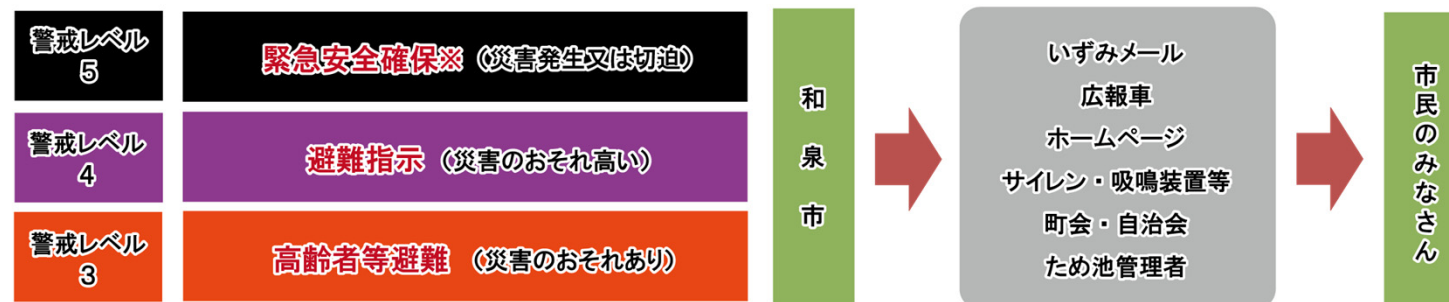 警戒レベル
5
緊急安全確保※（災害発生又は切迫）
警戒レベル
4
避難指示（災害のおそれ高い）
警戒レベル
3
高齢者等避難（災害のおそれあり）
和泉市
いずみメール
広報車
ホームページ
サイレン・吸鳴装置等
町会・自治会
ため池管理者
市民のみなさん